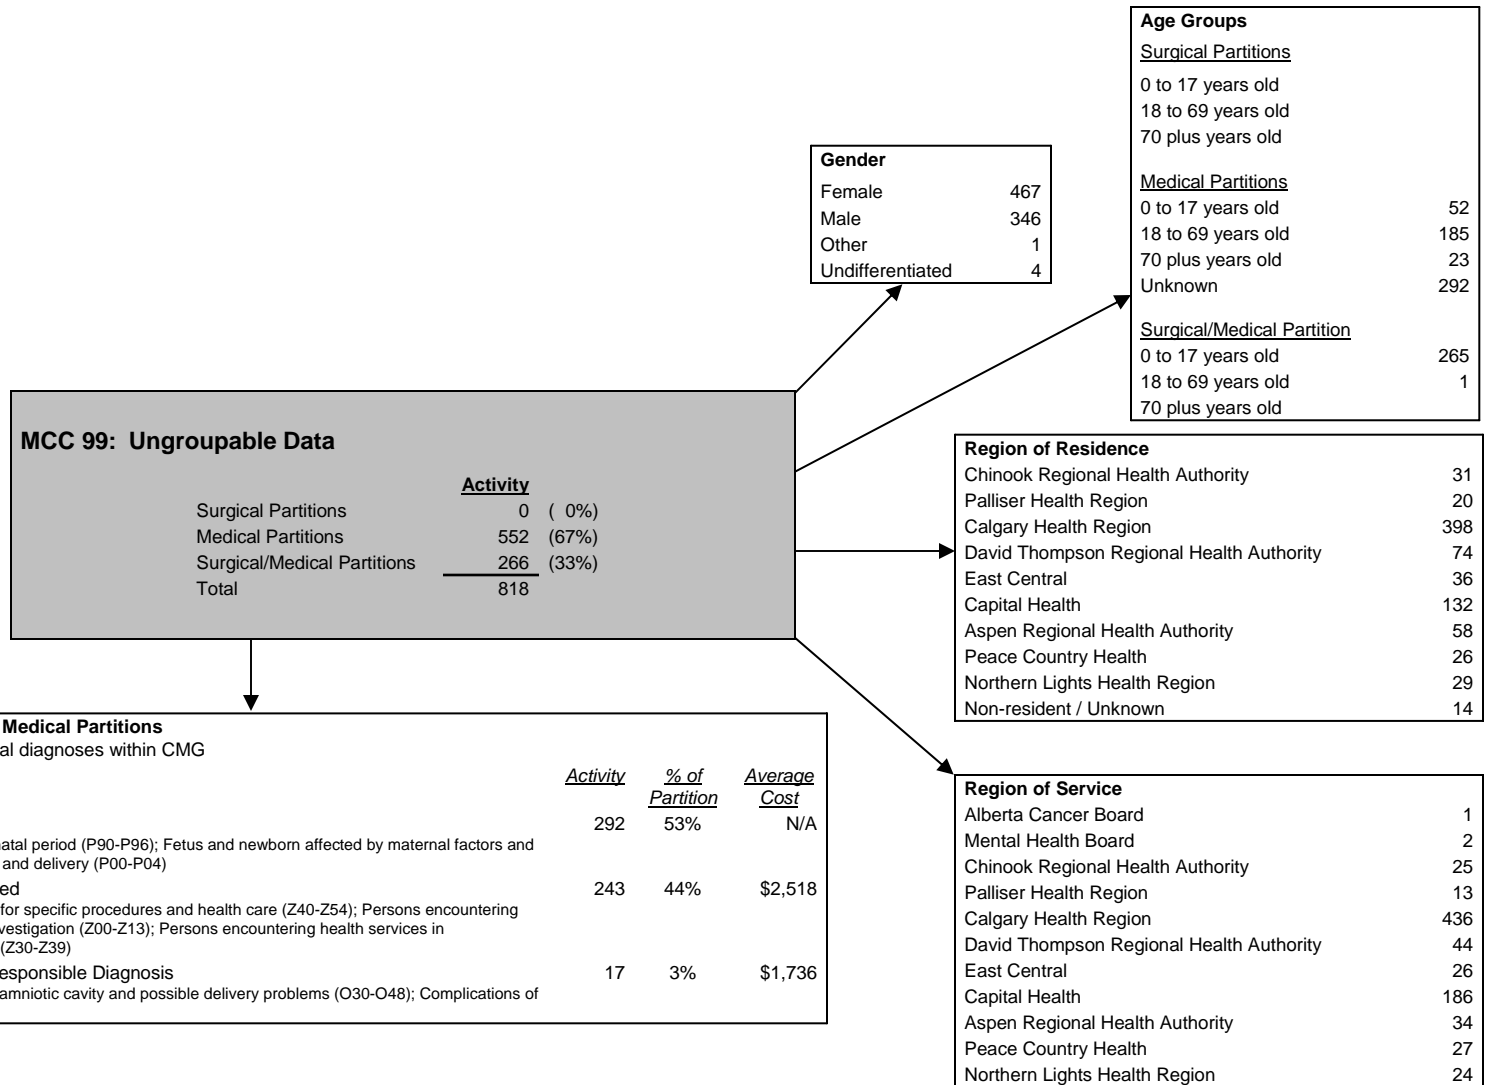 Age Groups
Surgical Partitions
0 to 17 years old
18 to 69 years old
70 plus years old
Medical Partitions
0 to 17 years old 52
18 to 69 years old 185
70 plus years old 23
Unknown 292
Surgical/Medical Partition
0 to 17 years old 265
18 to 69 years old 1
70 plus years old
Gender
Female 467
Male 346
Other 1
Undifferentiated 4
MCC 99: Ungroupable Data
Activity
Surgical Partitions 0 ( 0%)
Medical Partitions 552 (67%)
Surgical/Medical Partitions 266 (33%)
Total 818
Region of Residence
Chinook Regional Health Authority 31
Palliser Health Region 20
Calgary Health Region 398
David Thompson Regional Health Authority 74
East Central 36
Capital Health 132
Aspen Regional Health Authority 58
Peace Country Health 26
Northern Lights Health Region 29
Non-resident / Unknown 14
Medical Partitions
al diagnoses within CMG
Activity % of Average
Partition Cost
292 53% N/A
natal period (P90-P96); Fetus and newborn affected by maternal factors and
and delivery (P00-P04)
ed 243 44% $2,518
for specific procedures and health care (Z40-Z54); Persons encountering
vestigation (Z00-Z13); Persons encountering health services in
(Z30-Z39)
esponsible Diagnosis 17 3% $1,736
amniotic cavity and possible delivery problems (O30-O48); Complications of
Region of Service
Alberta Cancer Board 1
Mental Health Board 2
Chinook Regional Health Authority 25
Palliser Health Region 13
Calgary Health Region 436
David Thompson Regional Health Authority 44
East Central 26
Capital Health 186
Aspen Regional Health Authority 34
Peace Country Health 27
Northern Lights Health Region 24